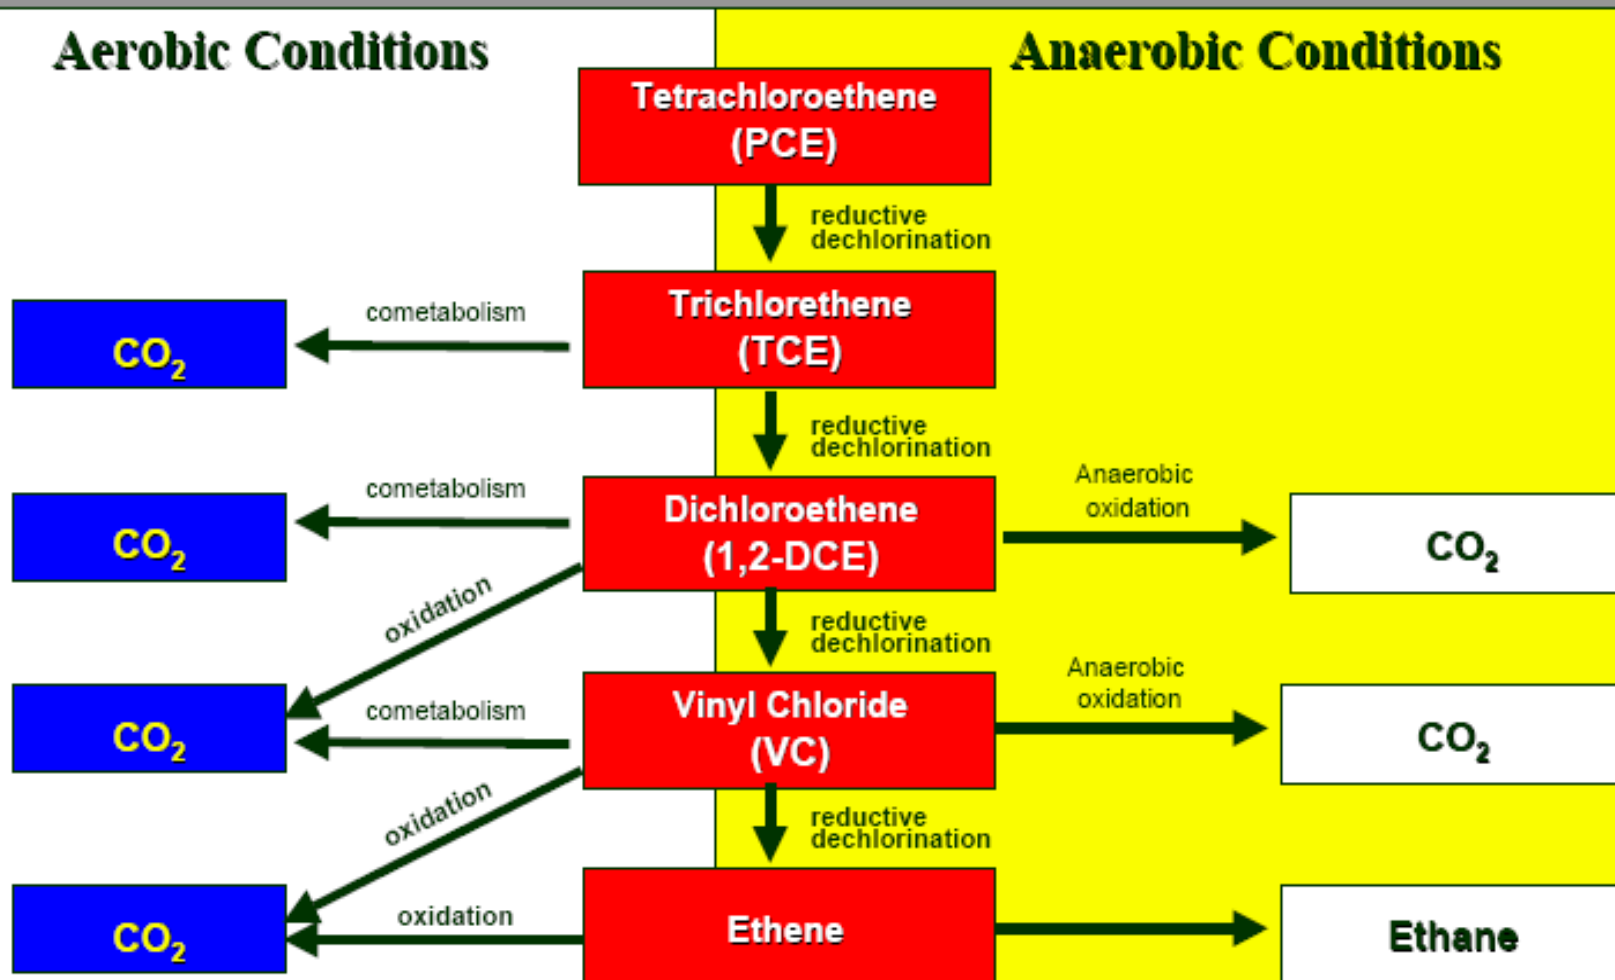 Aerobic Conditions
Anaerobic Conditions
Tetrachloroethene
(PCE)
reductive
dechlorination
Trichlorethene
(TCE)
cometabolism
CO2
reductive
dechlorination
Dichloroethene
(1,2-DCE)
cometabolism
CO2
Anaerobic
oxidation
CO2
oxidation
reductive
dechlorination
Vinyl Chloride
(VC)
cometabolism
CO2
Anaerobic
oxidation
CO2
oxidation
reductive
dechlorination
Ethene
oxidation
CO2
Ethane